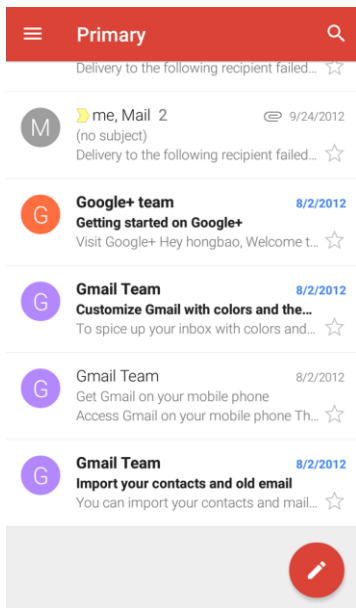 Primary
Delivery to the following recipient failed...
M
me, Mail 2
9/24/2012
(no subject)
Delivery to the following recipient failed...
G
Google+ team
8/2/2012
Getting started on Google+
Visit Google+ Hey hongbao, Welcome t...
G
Gmail Team
8/2/2012
Customize Gmail with colors and the...
To spice up your inbox with colors and...
G
Gmail Team
8/2/2012
Get Gmail on your mobile phone
Access Gmail on your mobile phone Th...
G
Gmail Team
8/2/2012
Import your contacts and old email
You can import your contacts and mail...